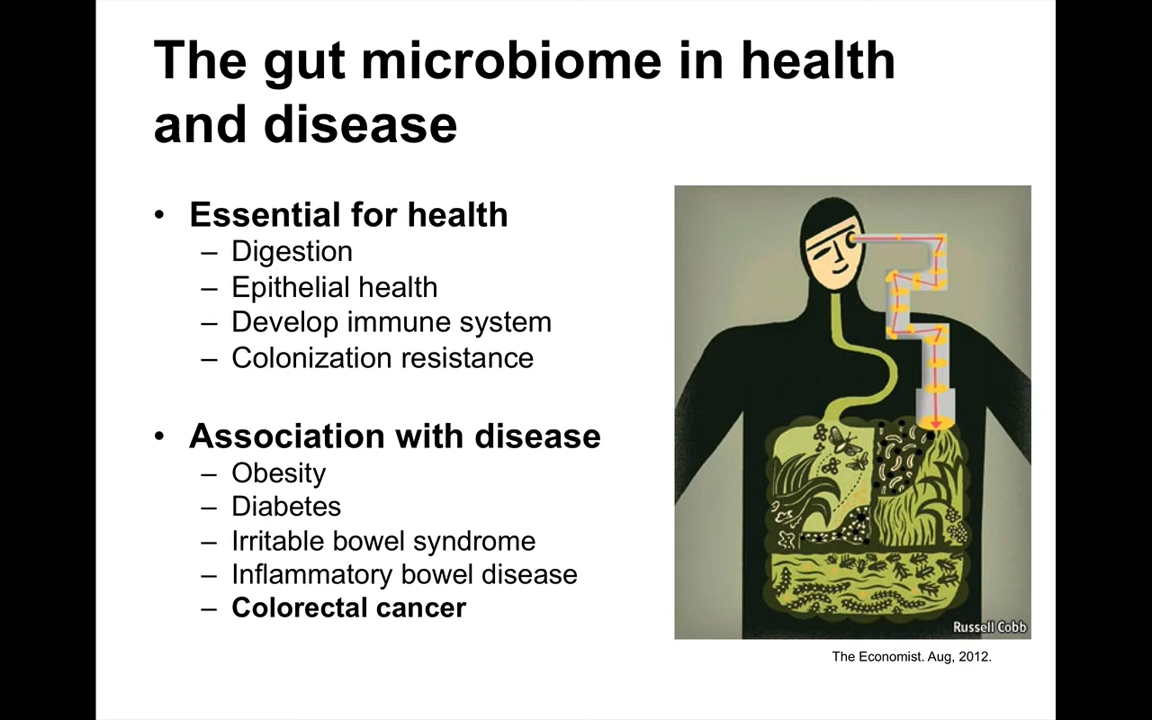 The gut microbiome in health
and disease
• Essential for health
– Digestion
– Epithelial health
– Develop immune system
– Colonization resistance
• Association with disease
– Obesity
– Diabetes
– Irritable bowel syndrome
– Inflammatory bowel disease
– Colorectal cancer
Russell Cobb
The Economist. Aug, 2012.